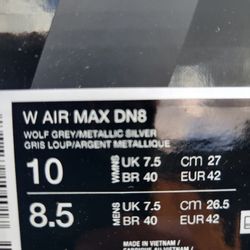 W AIR MAX DN8
WOLF GREY/METALLIC SILVER
GRIS LOUP/ARGENT METALLIQUE
10 WMNS UK 7.5 cm 27
BR 40 EUR 42
8.5 MENS UK 7.5 cm 26.5
BR 40 EUR 42
MADE IN VIETNAM /